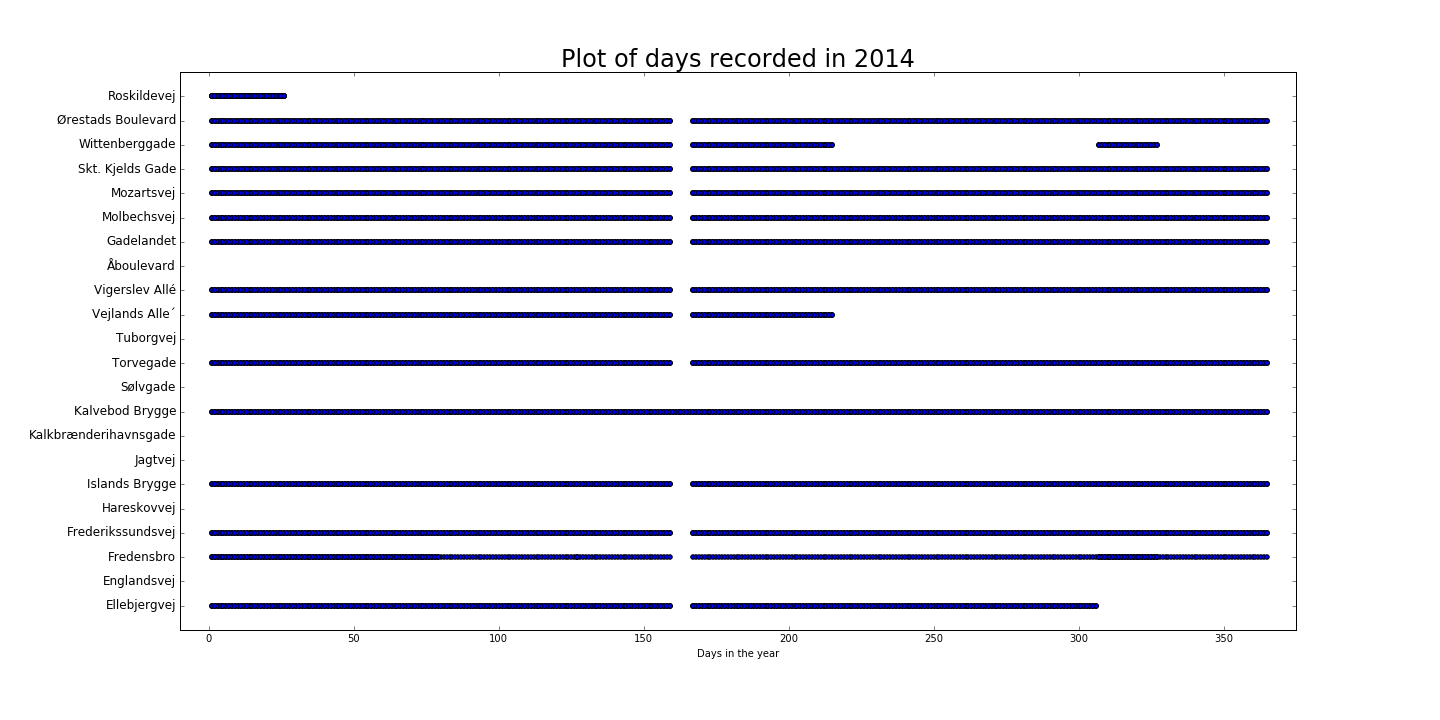 Plot of days recorded in 2014
Roskildevej
Ørestads Boulevard
Wittenberggade
Skt. Kjelds Gade
Mozartsvej
Molbechsvej
Gadelandet
Åboulevard
Vigerslev Allé
Vejlands Alle´
Tuborgvej
Torvegade
Sølvgade
Kalvebod Brygge
Kalkbrænderihavnsgade
Jagtvej
Islands Brygge
Hareskovvej
Frederikssundsvej
Fredensbro
Englandsvej
Ellebjergvej
0 50 100 150 200 250 300 350
Days in the year